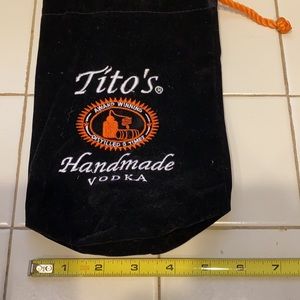 Tito's®
AWARD WINNING
DISTILLED 6 TIMES
Handmade
VODKA
1 2 3 4 5 6 7